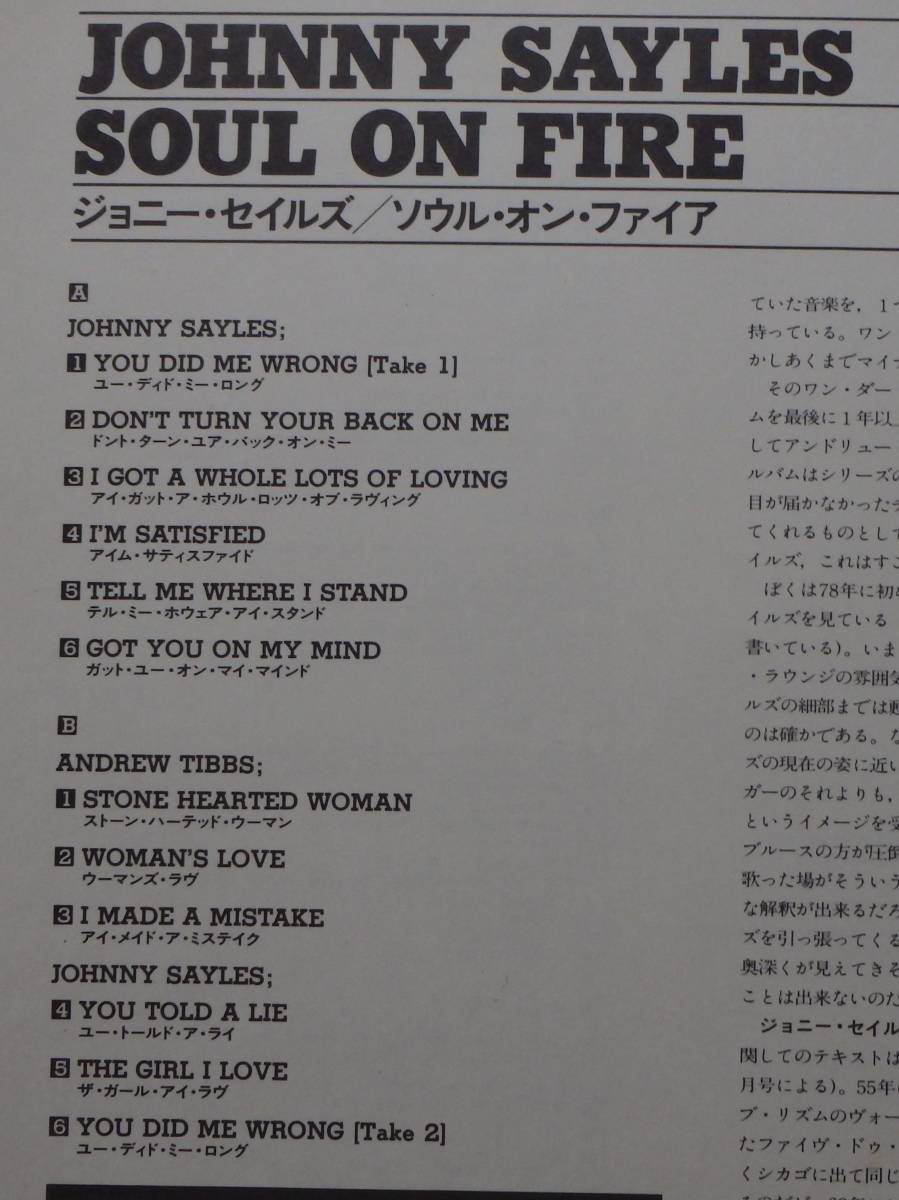 JOHNNY SAYLES
SOUL ON FIRE
ジョニー・セイルズ／ソウル・オン・ファイア
A
JOHNNY SAYLES;
1 YOU DID ME WRONG [Take 1]
ユー・ディド・ミー・ロング
2 DON'T TURN YOUR BACK ON ME
ドント・ターン・ユア・バック・オン・ミー
3 I GOT A WHOLE LOTS OF LOVING
アイ・ガット・ア・ホウル・ロッツ・オブ・ラヴィング
4 I'M SATISFIED
アイム・サティスファイド
5 TELL ME WHERE I STAND
テル・ミー・ホウェア・アイ・スタンド
6 GOT YOU ON MY MIND
ガット・ユー・オン・マイ・マインド
B
ANDREW TIBBS;
1 STONE HEARTED WOMAN
ストーン・ハーテッド・ウーマン
2 WOMAN'S LOVE
ウーマンズ・ラヴ
3 I MADE A MISTAKE
アイ・メイド・ア・ミステイク
JOHNNY SAYLES;
4 YOU TOLD A LIE
ユー・トールド・ア・ライ
5 THE GIRL I LOVE
ザ・ガール・アイ・ラヴ
6 YOU DID ME WRONG [Take 2]
ユー・ディド・ミー・ロング
ていた音楽を，1
持っている。ワン
かしあくまでマイナ
そのワン・ダー
ムを最後に1年以上
してアンドリュー
ルバムはシリーズの
目が届かなかった
てくれるものとして
イルズ，これはすご
ぼくは78年に初め
イルズを見ている
書いている)。いま
・ラウンジの雰囲気
ルズの細部までは甦
のは確かである。な
ズの現在の姿に近い
ガーのそれよりも，
というイメージを受
ブルースの方が圧倒
歌った場がそういう
な解釈が出来るだろ
ズを引っ張ってくる
奥深くが見えてきそ
ことは出来ないのだ
ジョニー・セイル
関してのテキストは
月号による)。55年
ブ・リズムのヴォー
たファイヴ・ドゥ・
くシカゴに出て同じ